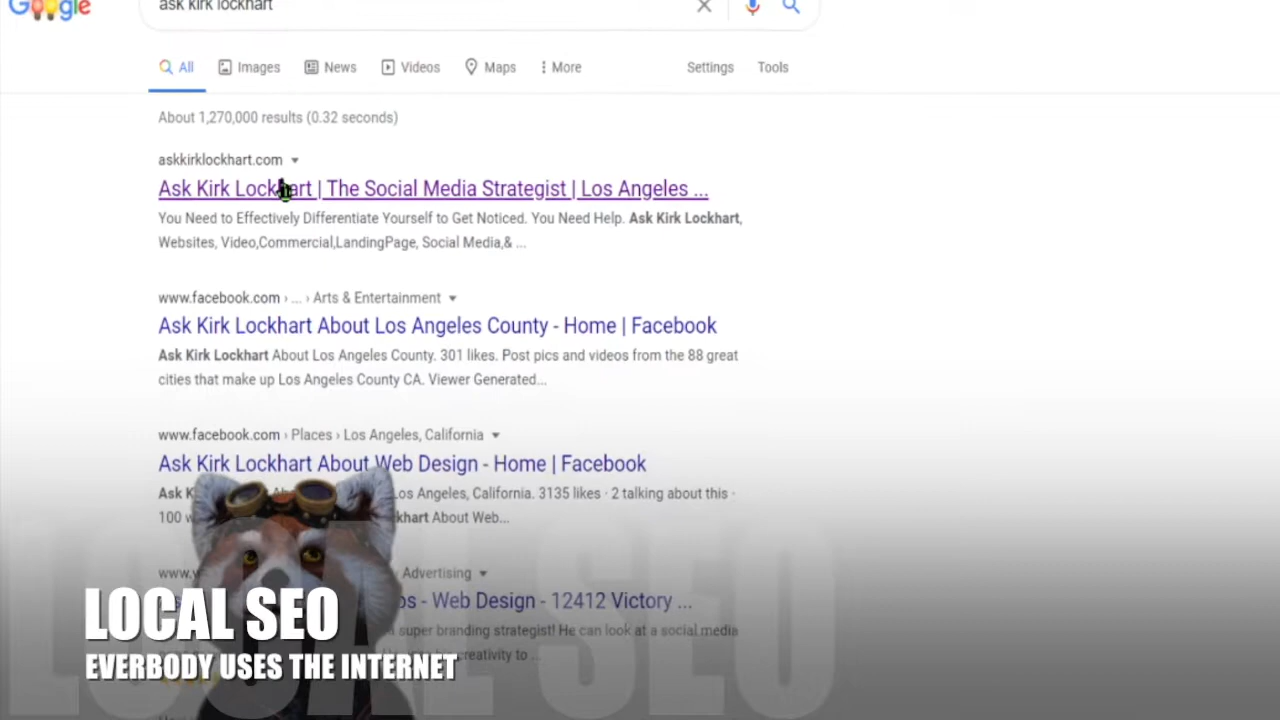 Google
ask kirk lockhart
All Images News Videos Maps More Settings Tools
About 1,270,000 results (0.32 seconds)
askkirklockhart.com
Ask Kirk Lockhart | The Social Media Strategist | Los Angeles ...
You Need to Effectively Differentiate Yourself to Get Noticed. You Need Help. Ask Kirk Lockhart,
Websites, Video,Commercial,LandingPage, Social Media,& ...
www.facebook.com › ... › Arts & Entertainment
Ask Kirk Lockhart About Los Angeles County - Home | Facebook
Ask Kirk Lockhart About Los Angeles County. 301 likes. Post pics and videos from the 88 great
cities that make up Los Angeles County CA. Viewer Generated...
www.facebook.com › Places › Los Angeles, California
Ask Kirk Lockhart About Web Design - Home | Facebook
Los Angeles, California. 3135 likes · 2 talking about this ·
100 About Web...
Advertising
- Web Design - 12412 Victory ...
super branding strategist! He can look at a social media
creativity to ...
LOCAL SEO
LOCAL SEO
EVERBODY USES THE INTERNET